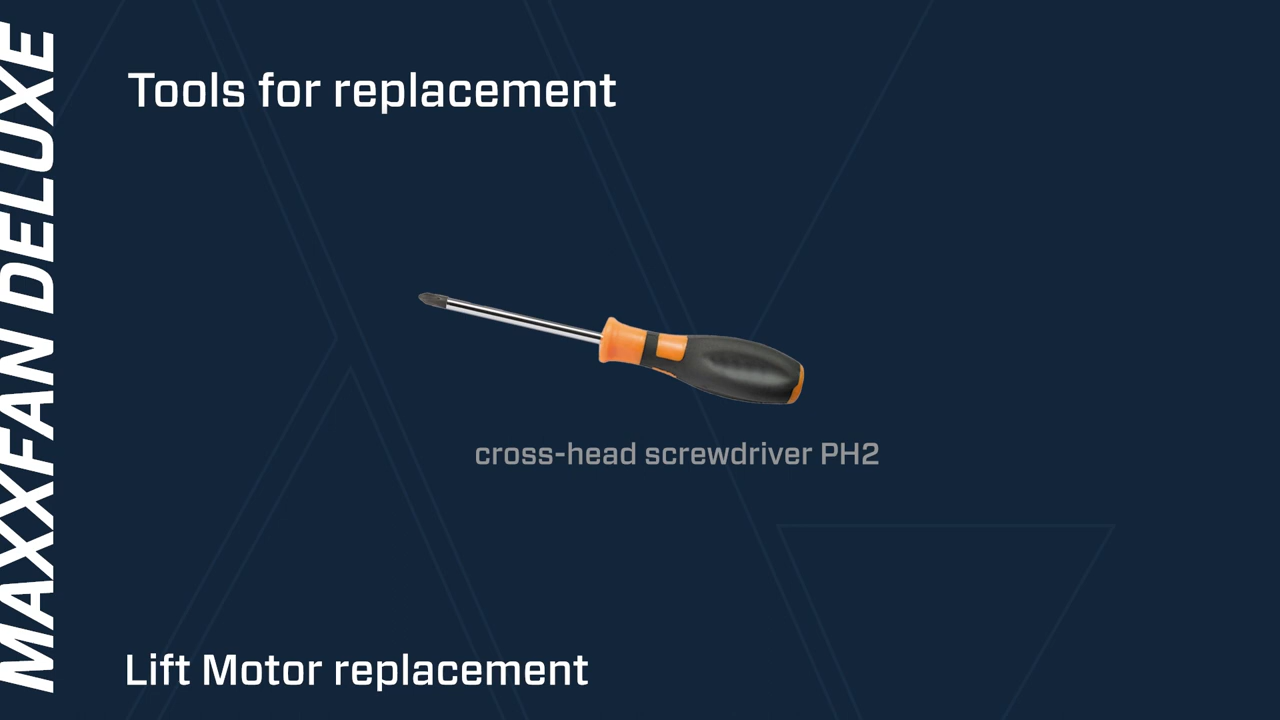 MAXXFAN DELUXE
Tools for replacement
cross-head screwdriver PH2
Lift Motor replacement